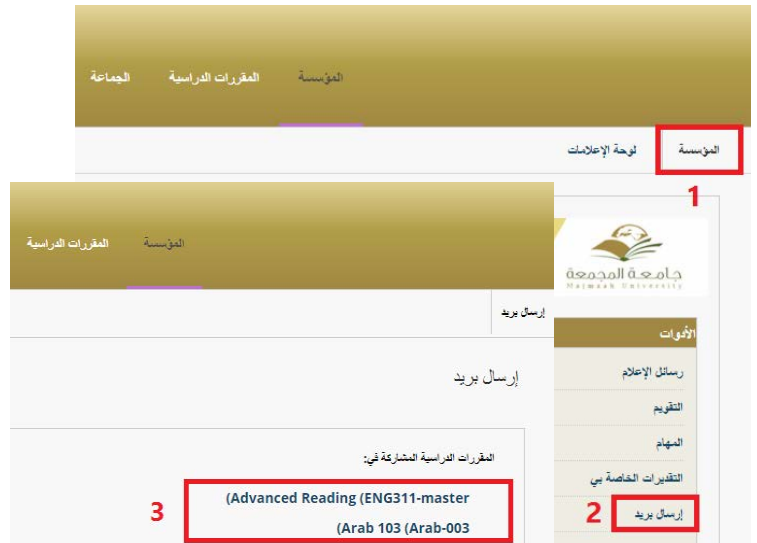 المؤسسة المقررات الدراسية الجماعة
المؤسسة لوحة الإعلامات
1
جامعة المجمعة
Majmaah University
الأدوات
رسائل الإعلام
التقويم
المهام
التقديرات الخاصة بي
إرسال بريد 2
المؤسسة المقررات الدراسية
إرسال بريد
إرسال بريد
المقررات الدراسية المشاركة في:
(Advanced Reading (ENG311-master
(Arab 103 (Arab-003
3